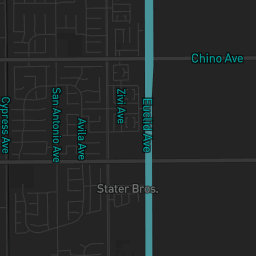 Chino Ave
Zivi Ave
Euclid Ave
San Antonio Ave
Cypress Ave
Avila Ave
Stater Bros.